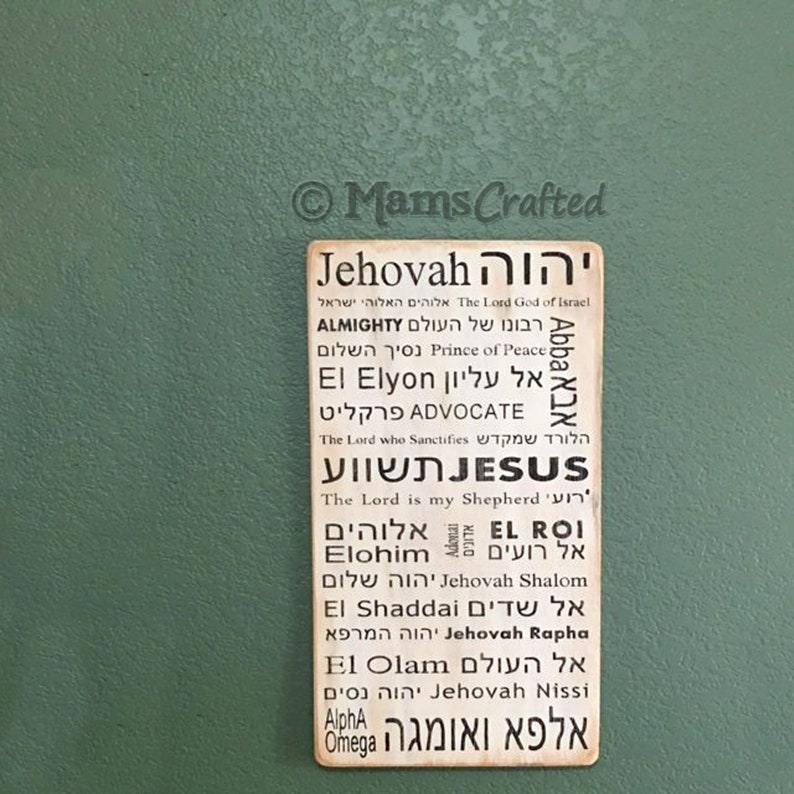 © MamsCrafted
Jehovah יהוה
אלוהים האלוהי ישראל The Lord God of Israel
ALMIGHTY רבונו של העולם
נסיך השלום Prince of Peace
Abba אבא
El Elyon אל עליון
פרקליט ADVOCATE
The Lord who Sanctifies הלורד שמקדש
תשווע JESUS
The Lord is my Shepherd 'רועי
אלוהים
Elohim
Adonai
אדונים
EL ROI
אל רועים
יהוה שלום Jehovah Shalom
El Shaddai אל שדים
יהוה המרפא Jehovah Rapha
El Olam אל העולם
יהוה נסים Jehovah Nissi
AlphA
Omega
אלפא ואומגה